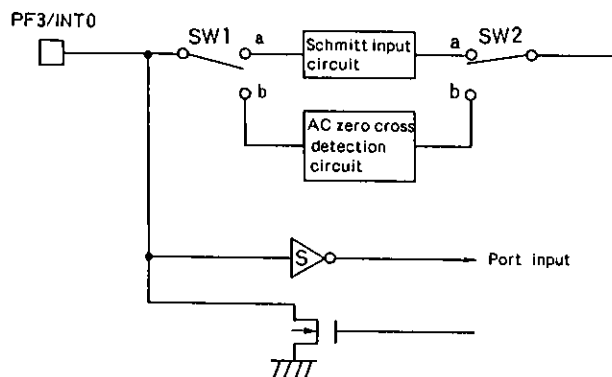 PF3/INT0
SW1
a
b
Schmitt input
circuit
a
SW2
b
AC zero cross
detection
circuit
S
Port input